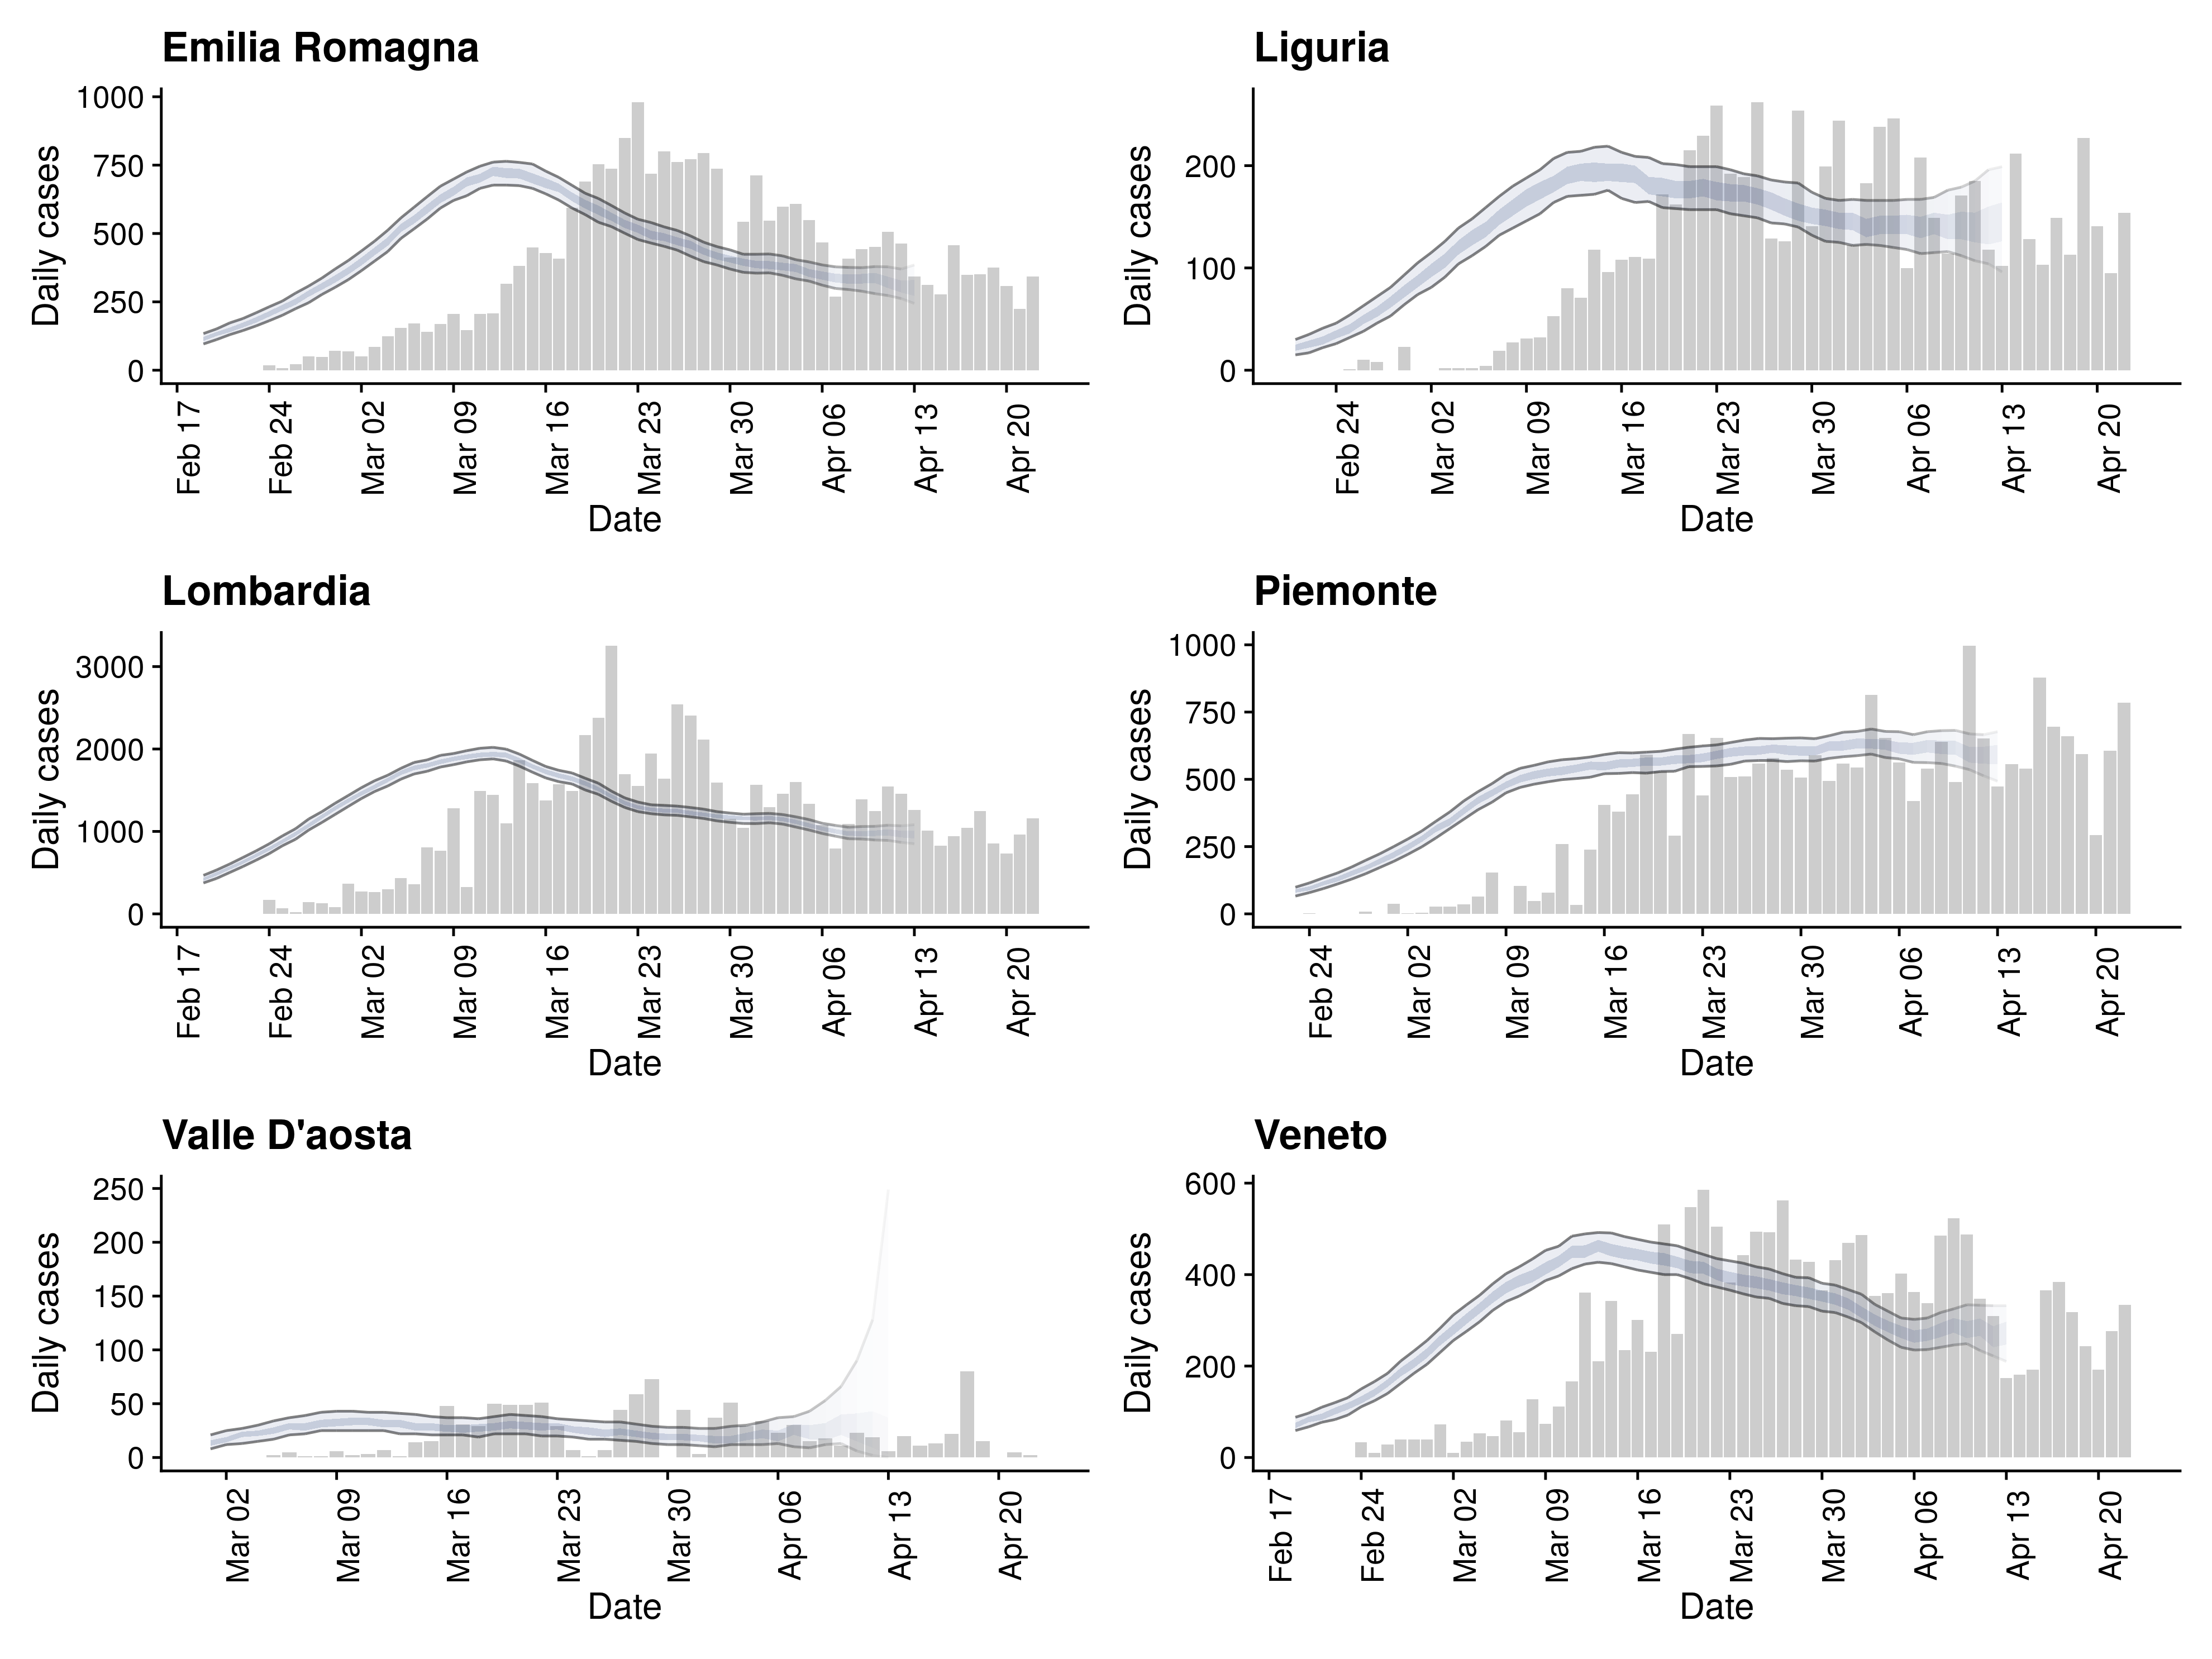 Emilia Romagna
Daily cases
1000
750
500
250
0
Feb 17
Feb 24
Mar 02
Mar 09
Mar 16
Mar 23
Mar 30
Apr 06
Apr 13
Apr 20
Date
Liguria
Daily cases
200
100
0
Feb 24
Mar 02
Mar 09
Mar 16
Mar 23
Mar 30
Apr 06
Apr 13
Apr 20
Date
Lombardia
Daily cases
3000
2000
1000
0
Feb 17
Feb 24
Mar 02
Mar 09
Mar 16
Mar 23
Mar 30
Apr 06
Apr 13
Apr 20
Date
Piemonte
Daily cases
1000
750
500
250
0
Feb 24
Mar 02
Mar 09
Mar 16
Mar 23
Mar 30
Apr 06
Apr 13
Apr 20
Date
Valle D'aosta
Daily cases
250
200
150
100
50
0
Mar 02
Mar 09
Mar 16
Mar 23
Mar 30
Apr 06
Apr 13
Apr 20
Date
Veneto
Daily cases
600
400
200
0
Feb 17
Feb 24
Mar 02
Mar 09
Mar 16
Mar 23
Mar 30
Apr 06
Apr 13
Apr 20
Date